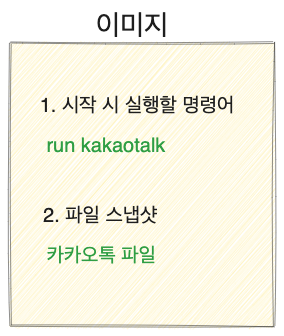 이미지
1. 시작 시 실행할 명령어
run kakaotalk
2. 파일 스냅샷
카카오톡 파일